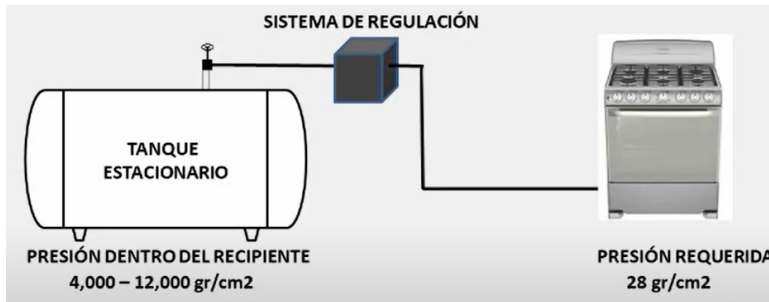 SISTEMA DE REGULACIÓN
TANQUE
ESTACIONARIO
PRESIÓN DENTRO DEL RECIPIENTE
4,000 – 12,000 gr/cm2
PRESIÓN REQUERIDA
28 gr/cm2